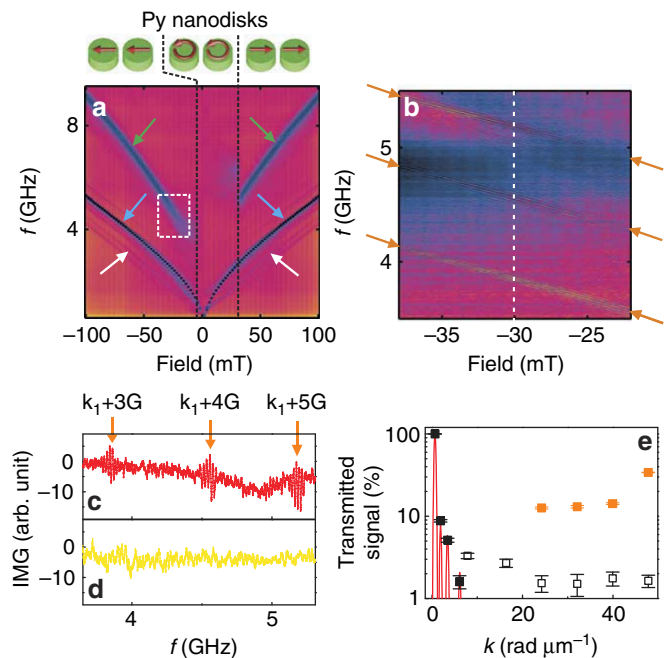 Py nanodisks
a
8
4
f (GHz)
−100 −50 0 50 100
Field (mT)
b
5
4
f (GHz)
−35 −30 −25
Field (mT)
k₁+3G k₁+4G k₁+5G
0
−10
c
0
−10
d
IMG (arb. unit)
4 5
f (GHz)
e
100
10
1
Transmitted
signal (%)
0 10 20 30 40
k (rad μm⁻¹)